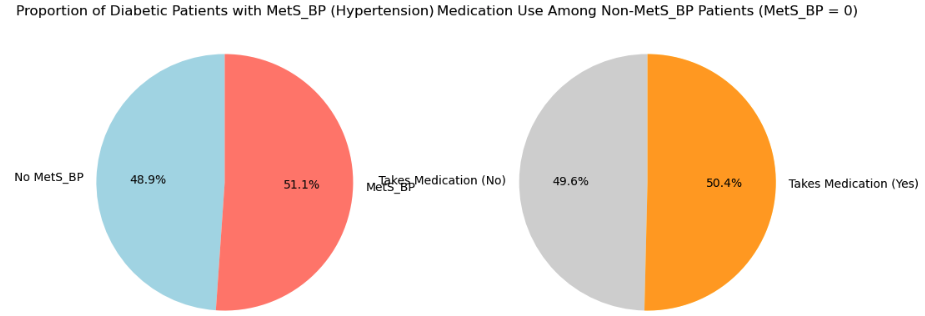 Proportion of Diabetic Patients with MetS_BP (Hypertension)
Medication Use Among Non-MetS_BP Patients (MetS_BP = 0)
No MetS_BP
48.9%
51.1%
MetS_BP
Takes Medication (No)
49.6%
50.4%
Takes Medication (Yes)